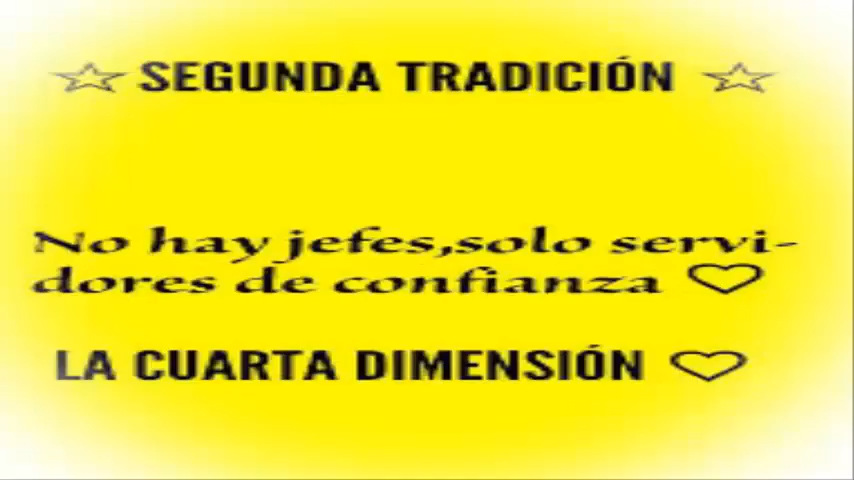 ☆ SEGUNDA TRADICIÓN ☆
No hay jefes,solo servi-
dores de confianza ♡
LA CUARTA DIMENSIÓN ♡